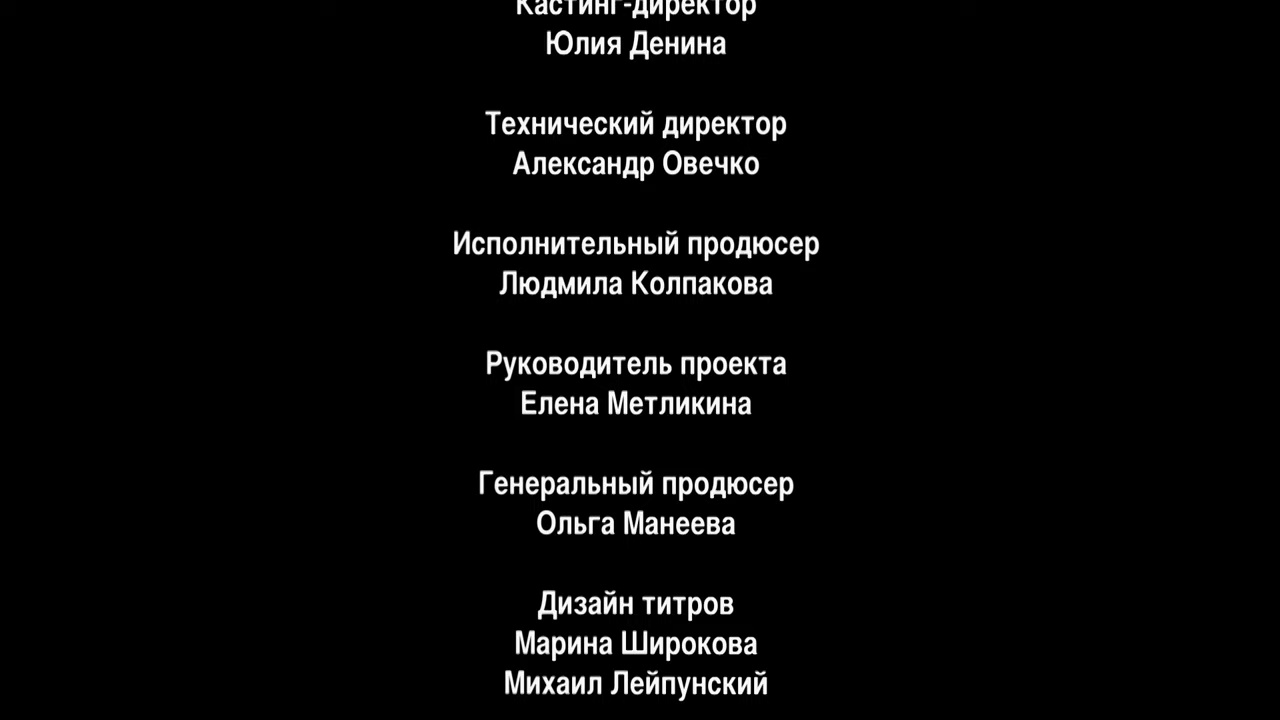 Кастинг-директор
Юлия Денина
Технический директор
Александр Овечко
Исполнительный продюсер
Людмила Колпакова
Руководитель проекта
Елена Метликина
Генеральный продюсер
Ольга Манеева
Дизайн титров
Марина Широкова
Михаил Лейпунский